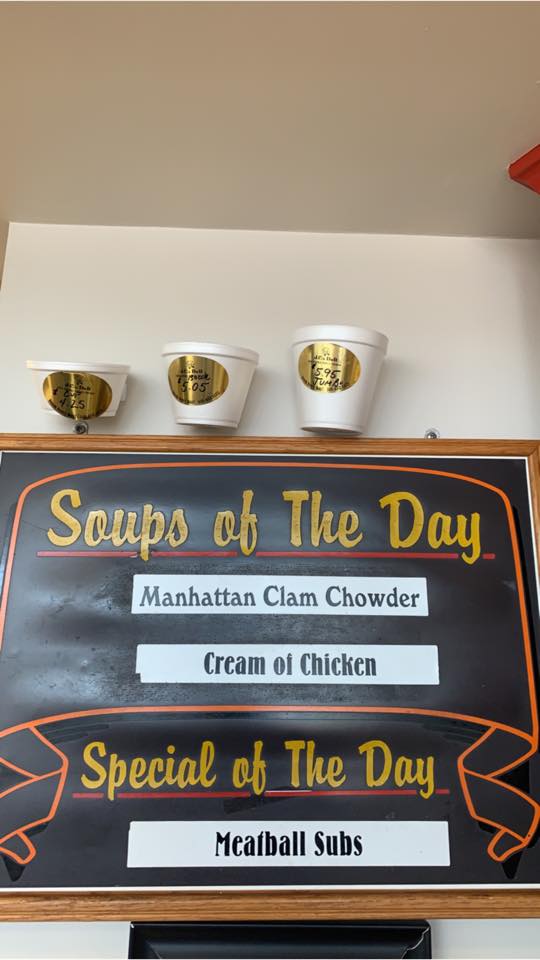 CUP
4.25
5.05
5.95
JUMBO
Soups of The Day
Manhattan Clam Chowder
Cream of Chicken
Special of The Day
Meatball Subs